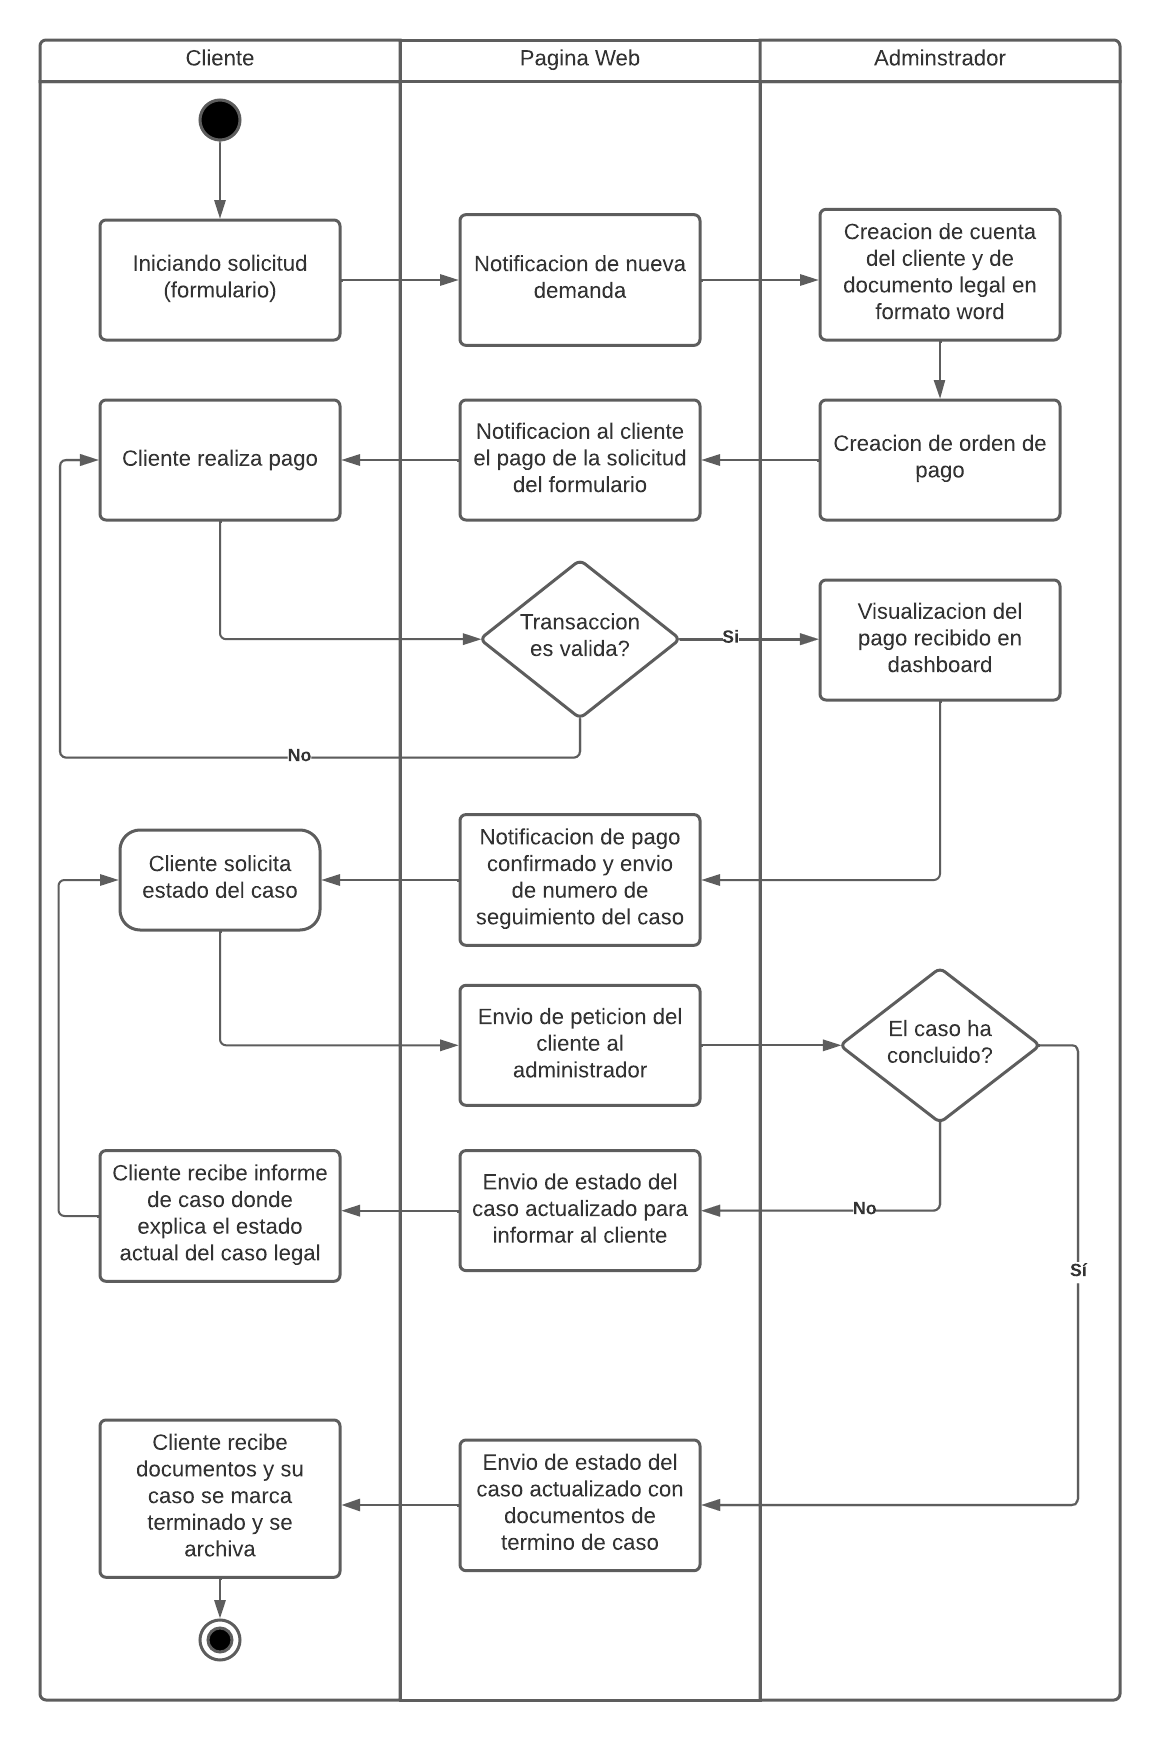 Cliente
Pagina Web
Adminstrador
Iniciando solicitud
(formulario)
Notificacion de nueva
demanda
Creacion de cuenta
del cliente y de
documento legal en
formato word
Cliente realiza pago
Notificacion al cliente
el pago de la solicitud
del formulario
Creacion de orden de
pago
Transaccion
es valida?
Si
Visualizacion del
pago recibido en
dashboard
No
Cliente solicita
estado del caso
Notificacion de pago
confirmado y envio
de numero de
seguimiento del caso
Envio de peticion del
cliente al
administrador
El caso ha
concluido?
Cliente recibe informe
de caso donde
explica el estado
actual del caso legal
Envio de estado del
caso actualizado para
informar al cliente
No
Sí
Cliente recibe
documentos y su
caso se marca
terminado y se
archiva
Envio de estado del
caso actualizado con
documentos de
termino de caso